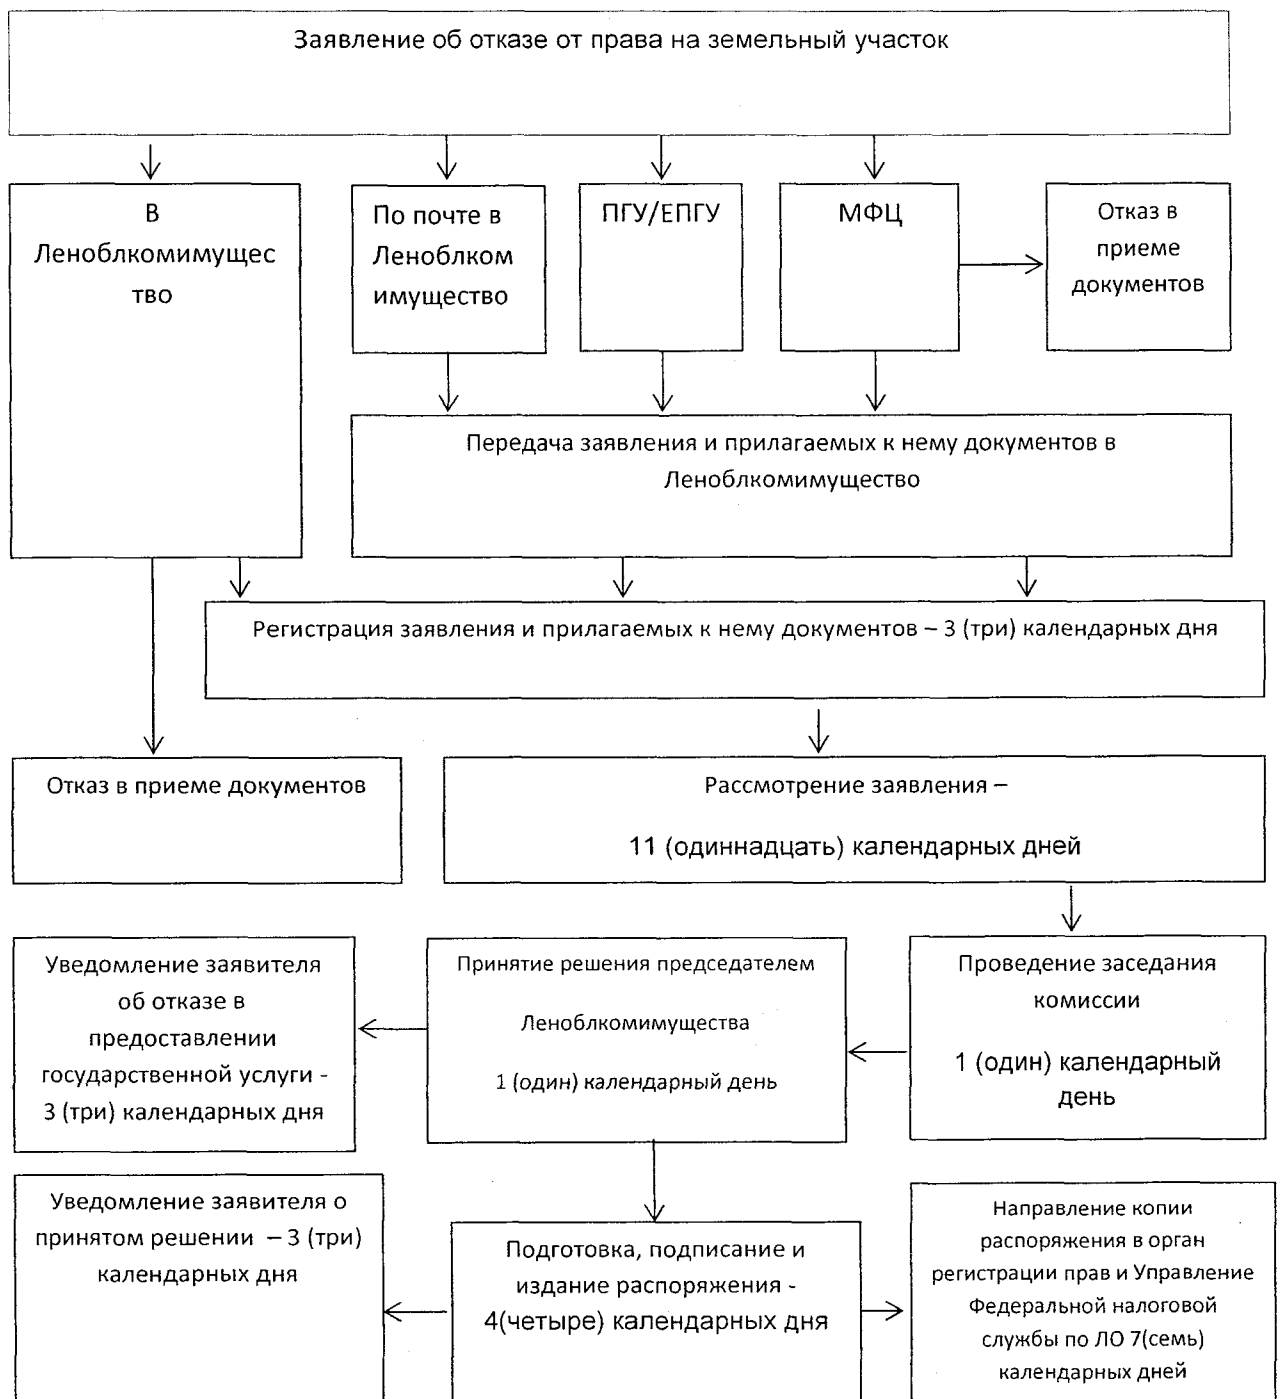 Заявление об отказе от права на земельный участок
В
Леноблкомимущес
тво
По почте в
Леноблком
имущество
ПГУ/ЕПГУ
МФЦ
Отказ в
приеме
документов
Передача заявления и прилагаемых к нему документов в
Леноблкомимущество
Регистрация заявления и прилагаемых к нему документов – 3 (три) календарных дня
Отказ в приеме документов
Рассмотрение заявления –
11 (одиннадцать) календарных дней
Уведомление заявителя
об отказе в
предоставлении
государственной услуги -
3 (три) календарных дня
Принятие решения председателем
Леноблкомимущества
1 (один) календарный день
Проведение заседания
комиссии
1 (один) календарный
день
Уведомление заявителя о
принятом решении – 3 (три)
календарных дня
Подготовка, подписание и
издание распоряжения -
4(четыре) календарных дня
Направление копии
распоряжения в орган
регистрации прав и Управление
Федеральной налоговой
службы по ЛО 7(семь)
календарных дней